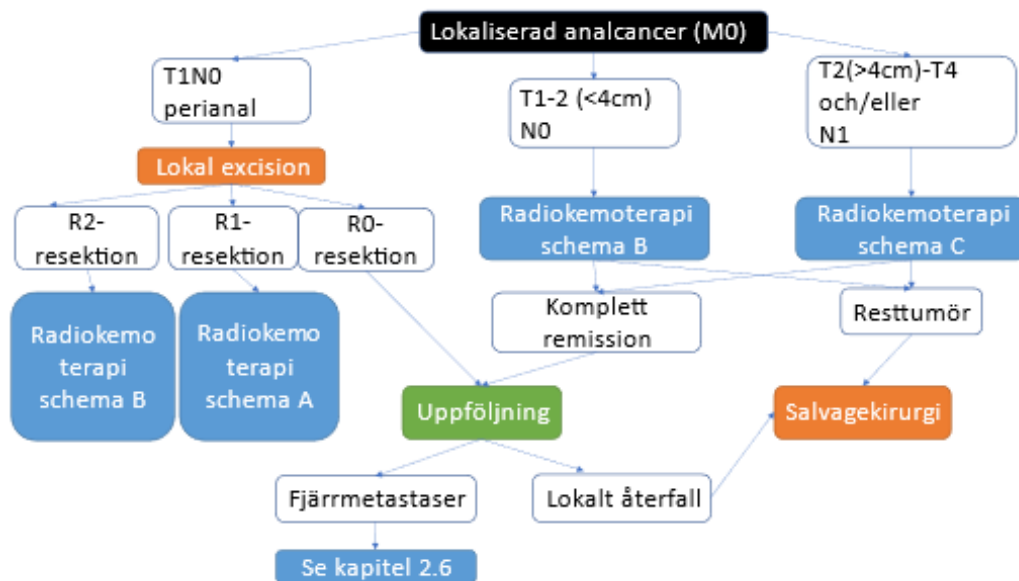 Lokaliserad analcancer (M0)
T1N0
perianal
T1-2 (<4cm)
N0
T2(>4cm)-T4
och/eller
N1
Lokal excision
R2-
resektion
R1-
resektion
R0-
resektion
Radiokemoterapi
schema B
Radiokemoterapi
schema C
Radiokemo
terapi
schema B
Radiokemo
terapi
schema A
Komplett
remission
Resttumör
Uppföljning
Salvagekirurgi
Fjärrmetastaser
Lokalt återfall
Se kapitel 2.6